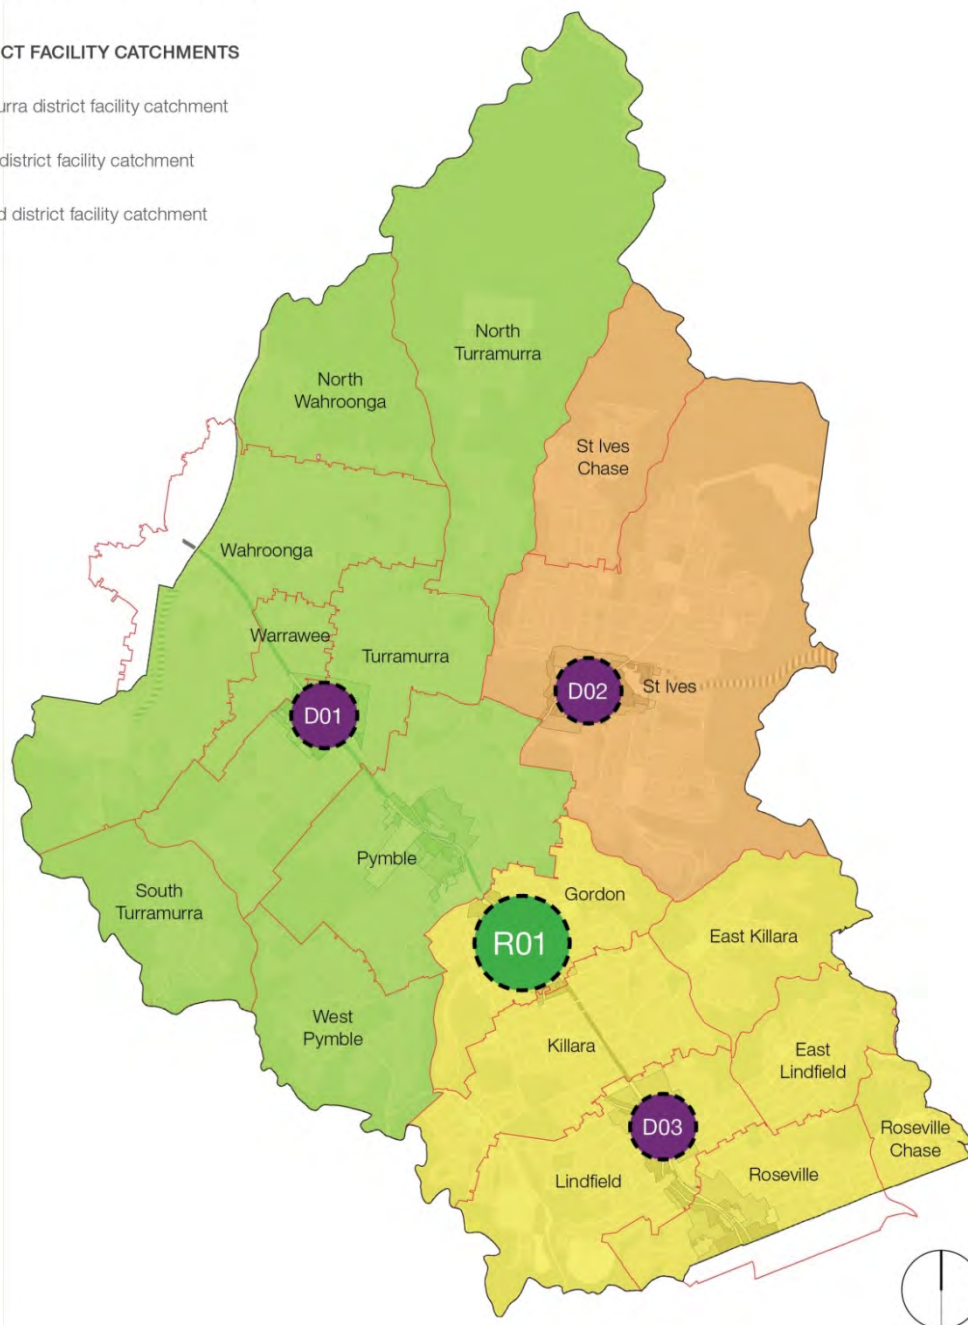 CT FACILITY CATCHMENTS
urra district facility catchment
district facility catchment
d district facility catchment
North
Turramurra
North
Wahroonga
St Ives
Chase
Wahroonga
Warrawee
Turramurra
D02
St Ives
D01
Pymble
South
Turramurra
Gordon
R01
East Killara
West
Pymble
Killara
East
Lindfield
D03
Roseville
Chase
Lindfield
Roseville